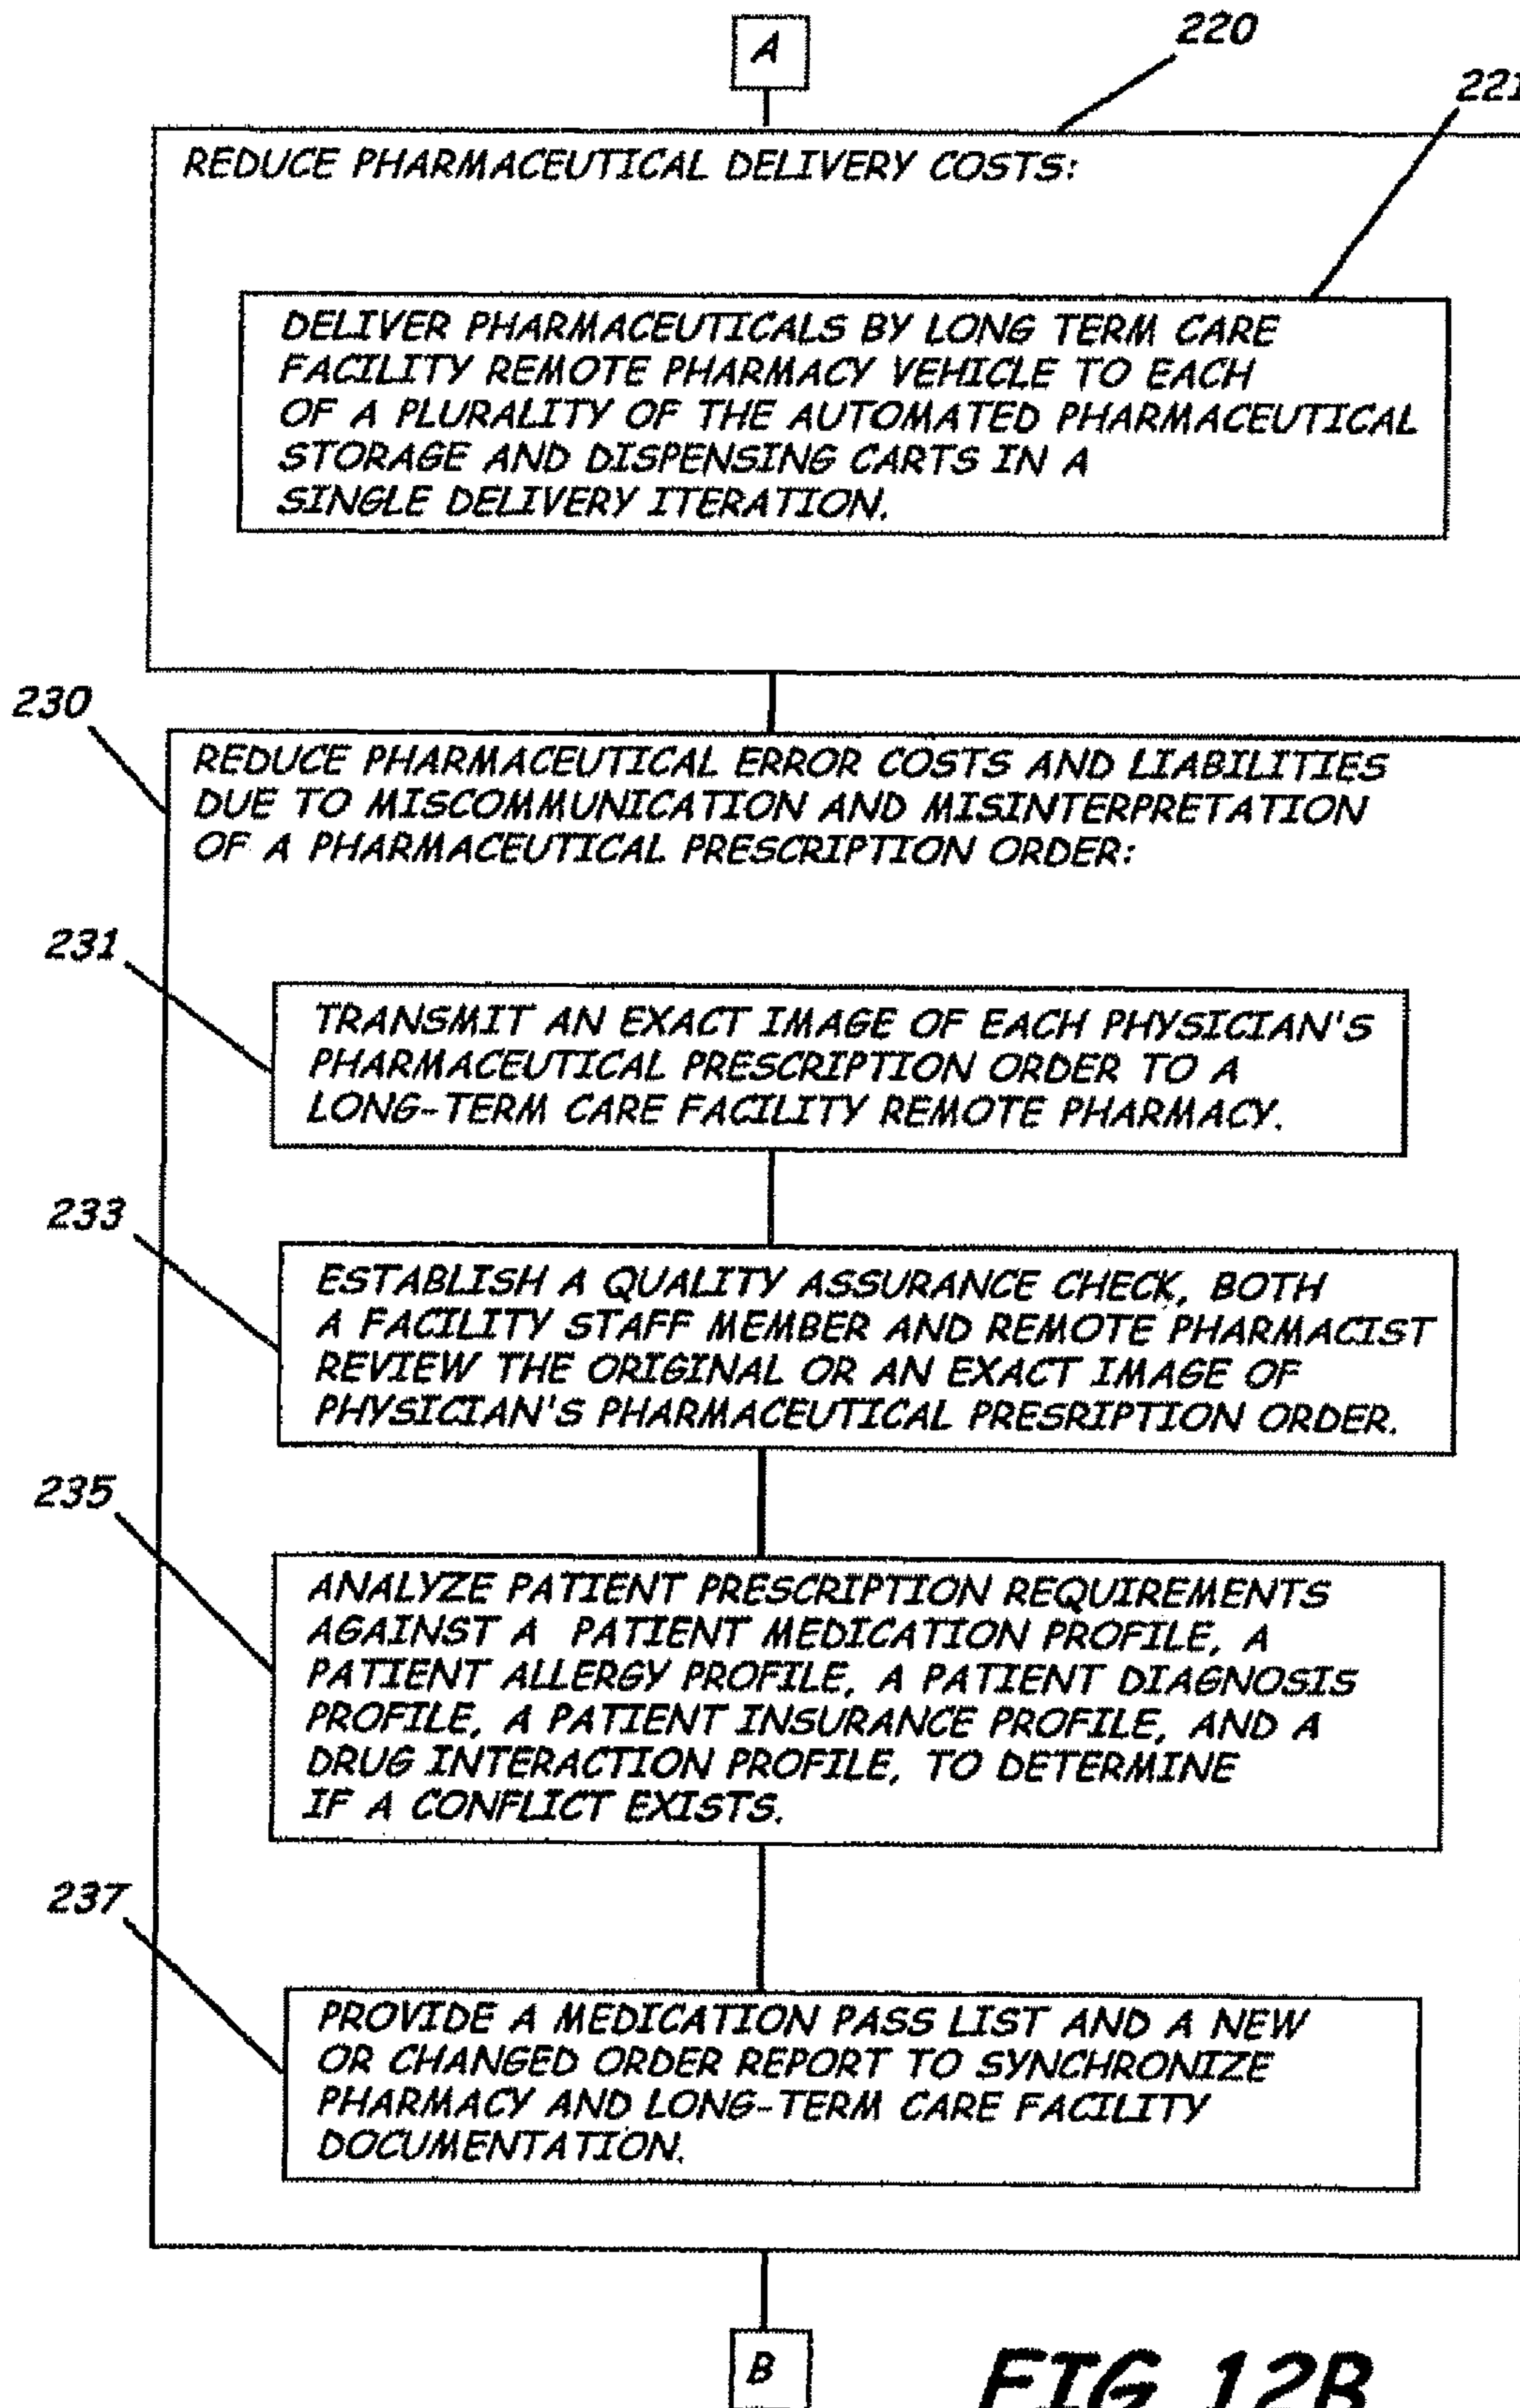 A
220
221
REDUCE PHARMACEUTICAL DELIVERY COSTS:
DELIVER PHARMACEUTICALS BY LONG TERM CARE
FACILITY REMOTE PHARMACY VEHICLE TO EACH
OF A PLURALITY OF THE AUTOMATED PHARMACEUTICAL
STORAGE AND DISPENSING CARTS IN A
SINGLE DELIVERY ITERATION.
230
REDUCE PHARMACEUTICAL ERROR COSTS AND LIABILITIES
DUE TO MISCOMMUNICATION AND MISINTERPRETATION
OF A PHARMACEUTICAL PRESCRIPTION ORDER:
231
TRANSMIT AN EXACT IMAGE OF EACH PHYSICIAN'S
PHARMACEUTICAL PRESCRIPTION ORDER TO A
LONG-TERM CARE FACILITY REMOTE PHARMACY.
233
ESTABLISH A QUALITY ASSURANCE CHECK, BOTH
A FACILITY STAFF MEMBER AND REMOTE PHARMACIST
REVIEW THE ORIGINAL OR AN EXACT IMAGE OF
PHYSICIAN'S PHARMACEUTICAL PRESRIPTION ORDER.
235
ANALYZE PATIENT PRESCRIPTION REQUIREMENTS
AGAINST A PATIENT MEDICATION PROFILE, A
PATIENT ALLERGY PROFILE, A PATIENT DIAGNOSIS
PROFILE, A PATIENT INSURANCE PROFILE, AND A
DRUG INTERACTION PROFILE, TO DETERMINE
IF A CONFLICT EXISTS.
237
PROVIDE A MEDICATION PASS LIST AND A NEW
OR CHANGED ORDER REPORT TO SYNCHRONIZE
PHARMACY AND LONG-TERM CARE FACILITY
DOCUMENTATION.
B
FIG. 12B